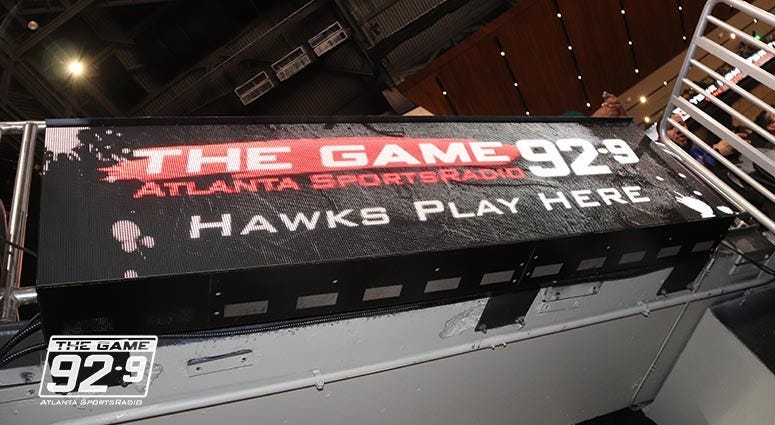 THE GAME 92•9
ATLANTA SPORTSRADIO
HAWKS PLAY HERE
THE GAME
92•9
ATLANTA SPORTSRADIO